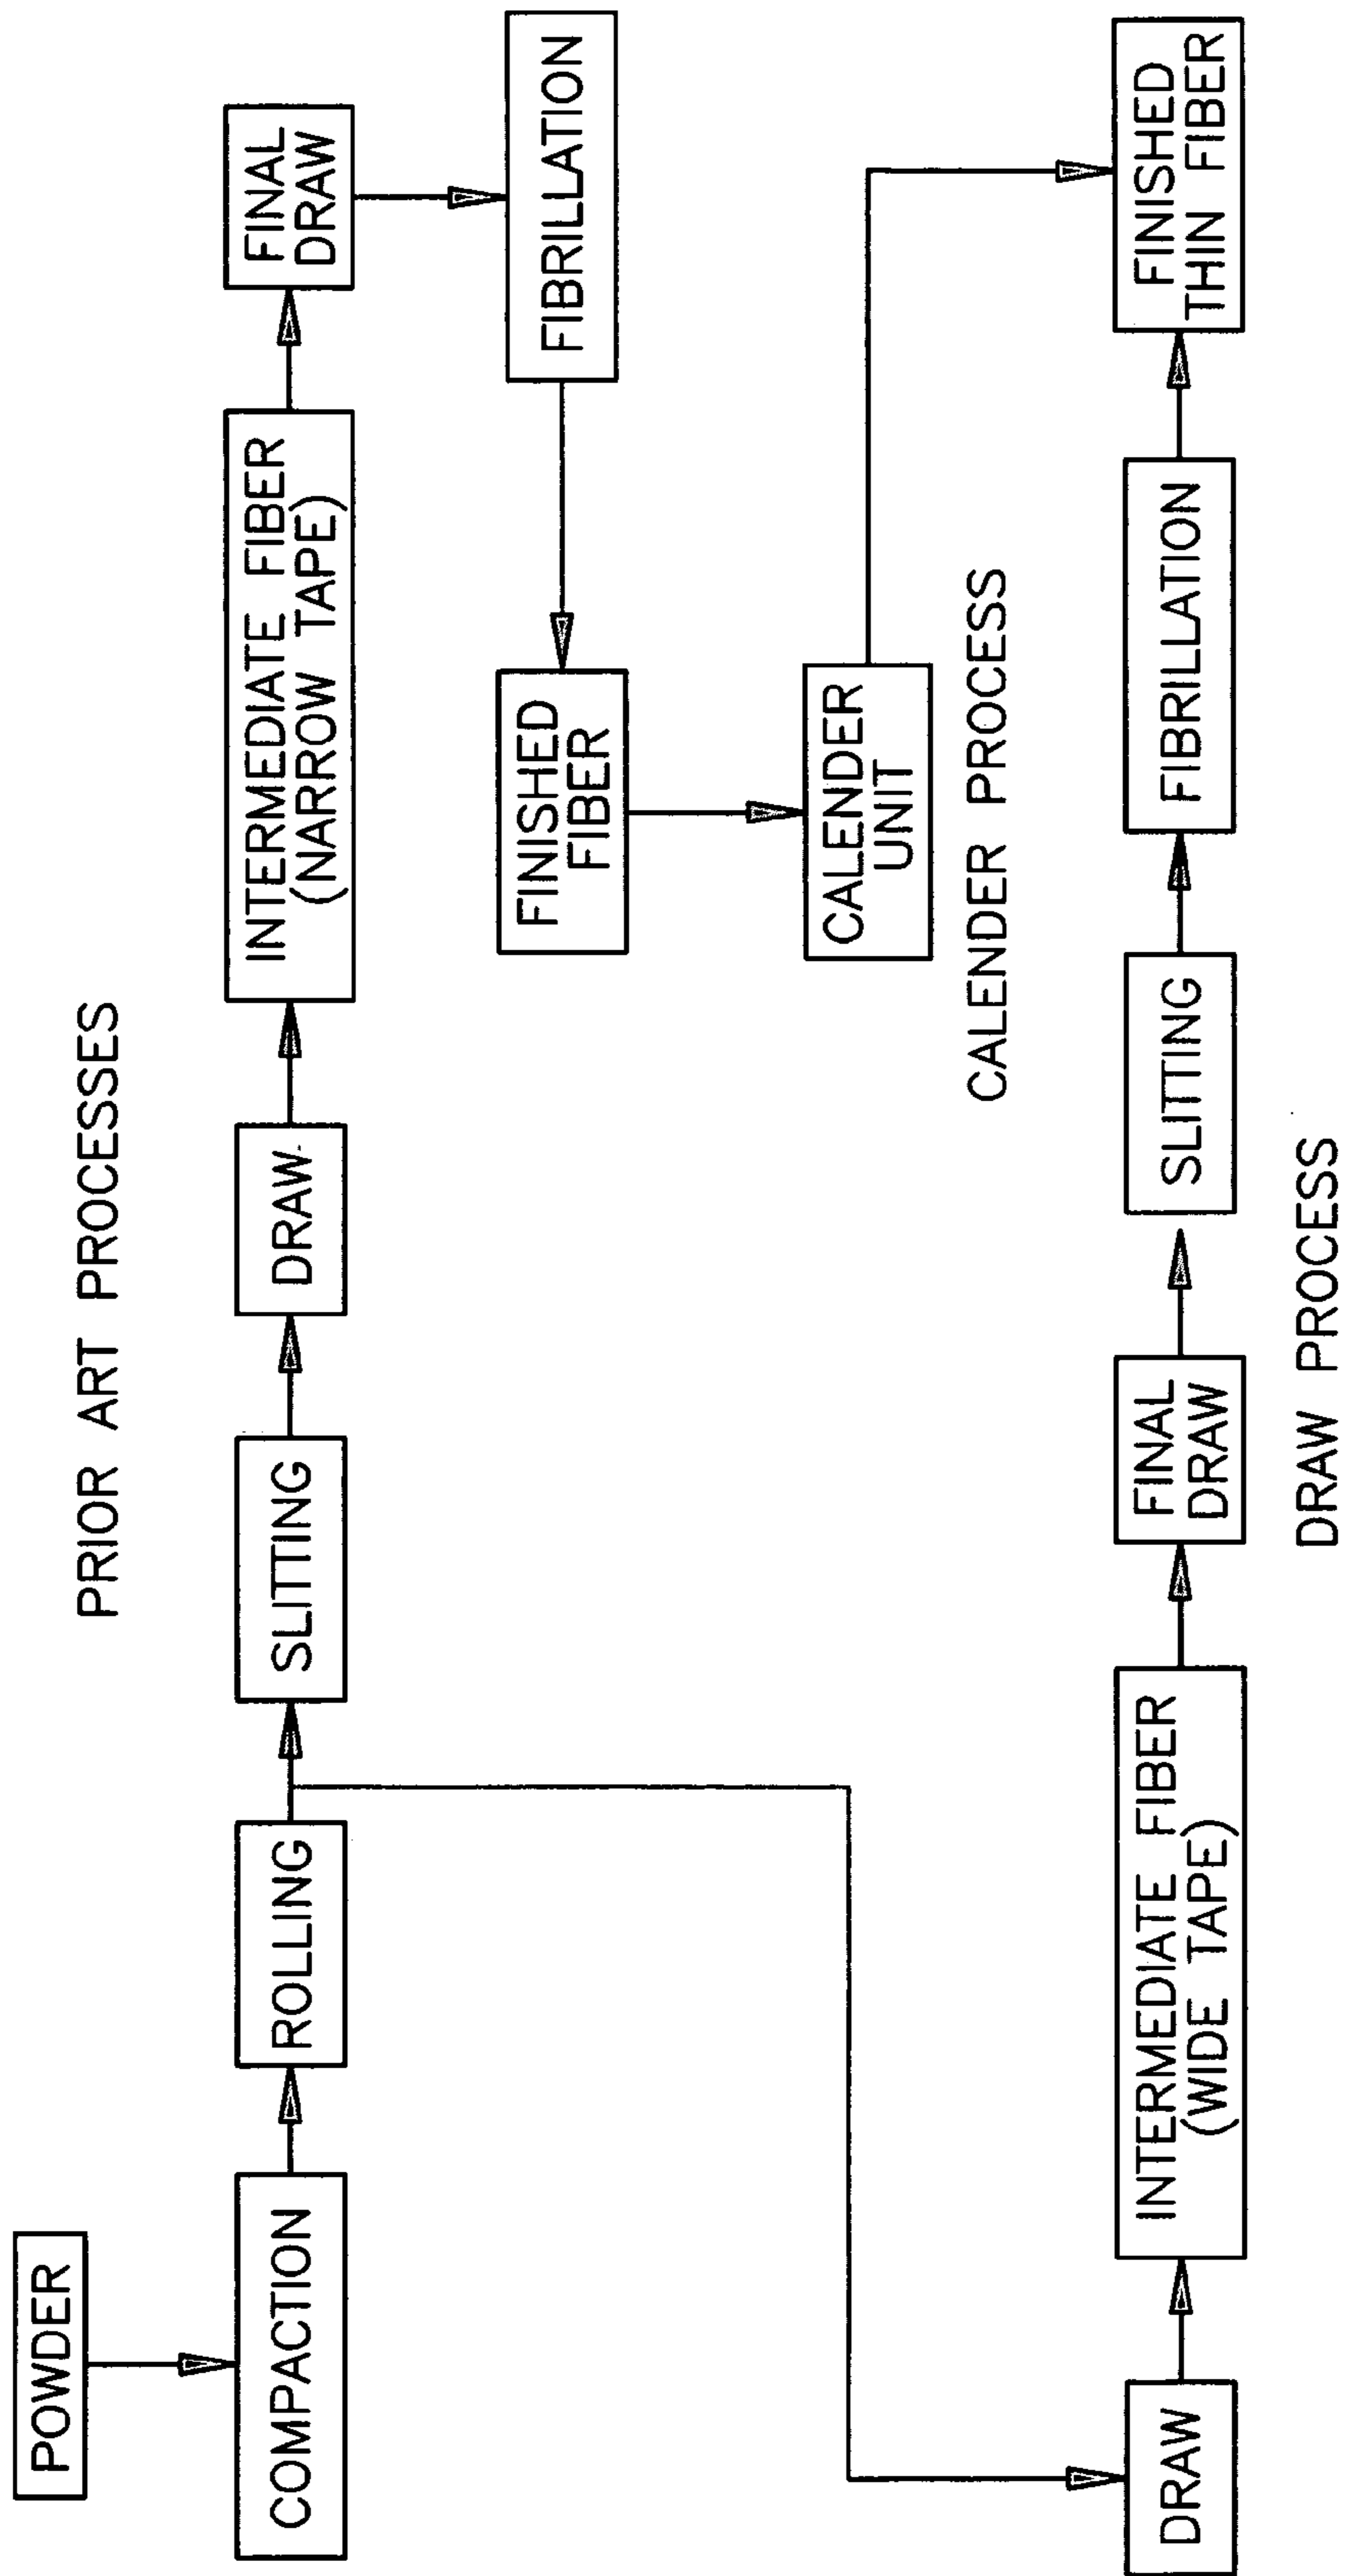 PRIOR ART PROCESSES
POWDER
COMPACTION
ROLLING
SLITTING
DRAW
INTERMEDIATE FIBER
(NARROW TAPE)
FINAL
DRAW
FIBRILLATION
FINISHED
FIBER
CALENDER
UNIT
CALENDER PROCESS
DRAW
INTERMEDIATE FIBER
(WIDE TAPE)
FINAL
DRAW
SLITTING
FIBRILLATION
FINISHED
THIN FIBER
DRAW PROCESS